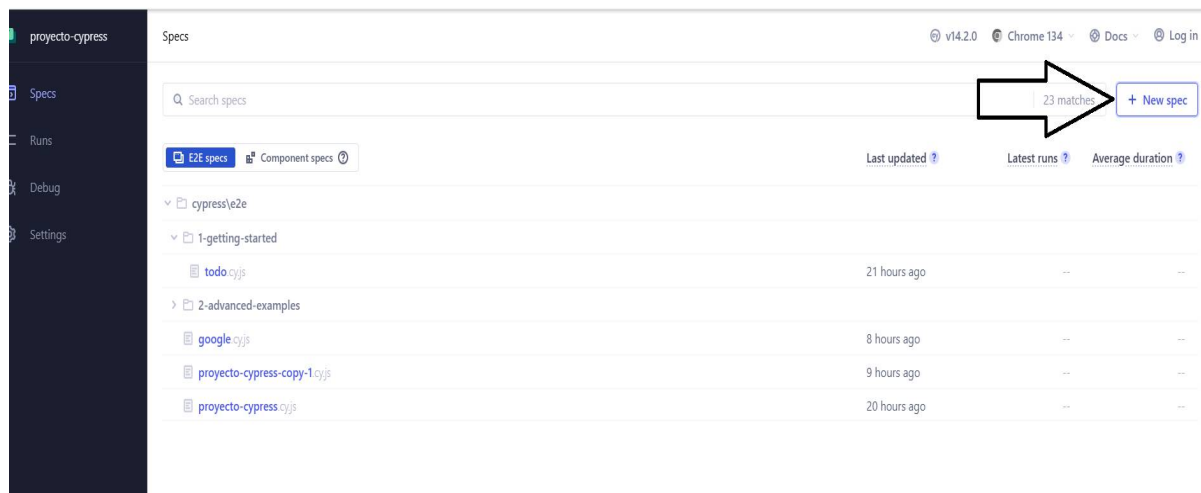 proyecto-cypress
Specs
Runs
Debug
Settings
Specs
v14.2.0 Chrome 134 Docs Log in
Search specs 23 matches + New spec
E2E specs Component specs ? Last updated ? Latest runs ? Average duration ?
cypress\e2e
1-getting-started
todo.cy.js 21 hours ago -- --
2-advanced-examples
google.cy.js 8 hours ago -- --
proyecto-cypress-copy-1.cy.js 9 hours ago -- --
proyecto-cypress.cy.js 20 hours ago -- --